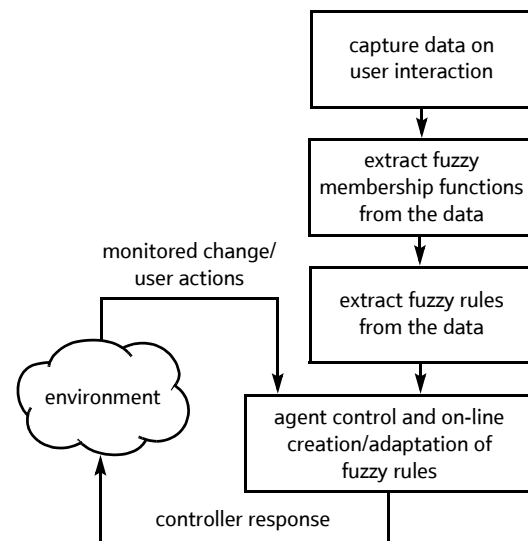 capture data on
user interaction
extract fuzzy
membership functions
from the data
monitored change/
user actions
extract fuzzy rules
from the data
environment
agent control and on-line
creation/adaptation of
fuzzy rules
controller response